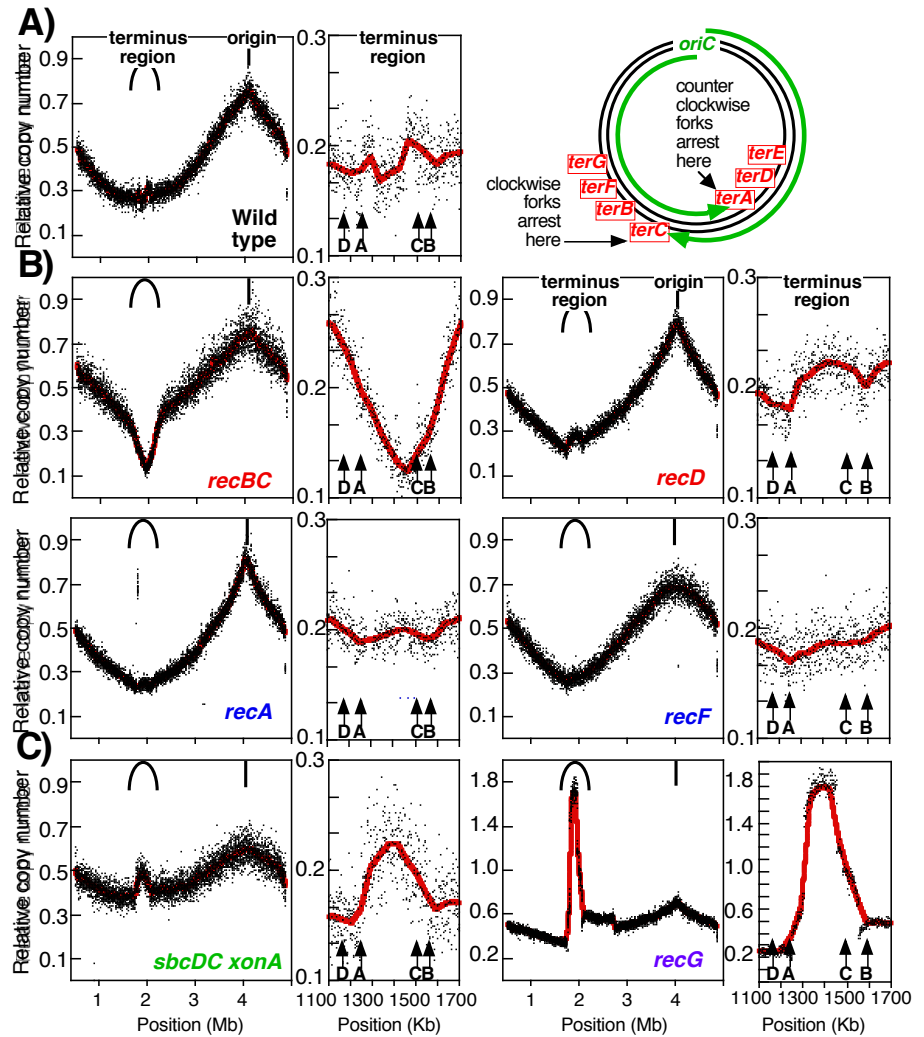 A)
Relative copy number
0.9
0.7
0.5
0.3
0.1
terminus
region
origin
Wild
type
0.3
0.2
0.1
terminus
region
D A CB
oriC
counter
clockwise
forks
arrest
here
terE
terD
terA
terG
terF
terB
terC
clockwise
forks
arrest
here
B)
Relative copy number
0.9
0.7
0.5
0.3
0.1
recBC
0.3
0.2
0.1
D A CB
terminus
region
origin
0.9
0.7
0.5
0.3
0.1
recD
0.3
0.2
0.1
terminus
region
D A C B
Relative copy number
0.9
0.7
0.5
0.3
0.1
recA
0.3
0.2
0.1
D A CB
0.9
0.7
0.5
0.3
0.1
recF
0.3
0.2
0.1
D A C B
C)
Relative copy number
0.9
0.7
0.5
0.3
0.1
sbcDC xonA
1 2 3 4
Position (Mb)
0.3
0.2
0.1
D A CB
1100 1300 1500 1700
Position (Kb)
1.8
1.4
1.0
0.6
0.2
recG
1 2 3 4
Position (Mb)
1.8
1.4
1.0
0.6
0.2
D A C B
1100 1300 1500 1700
Position (Kb)